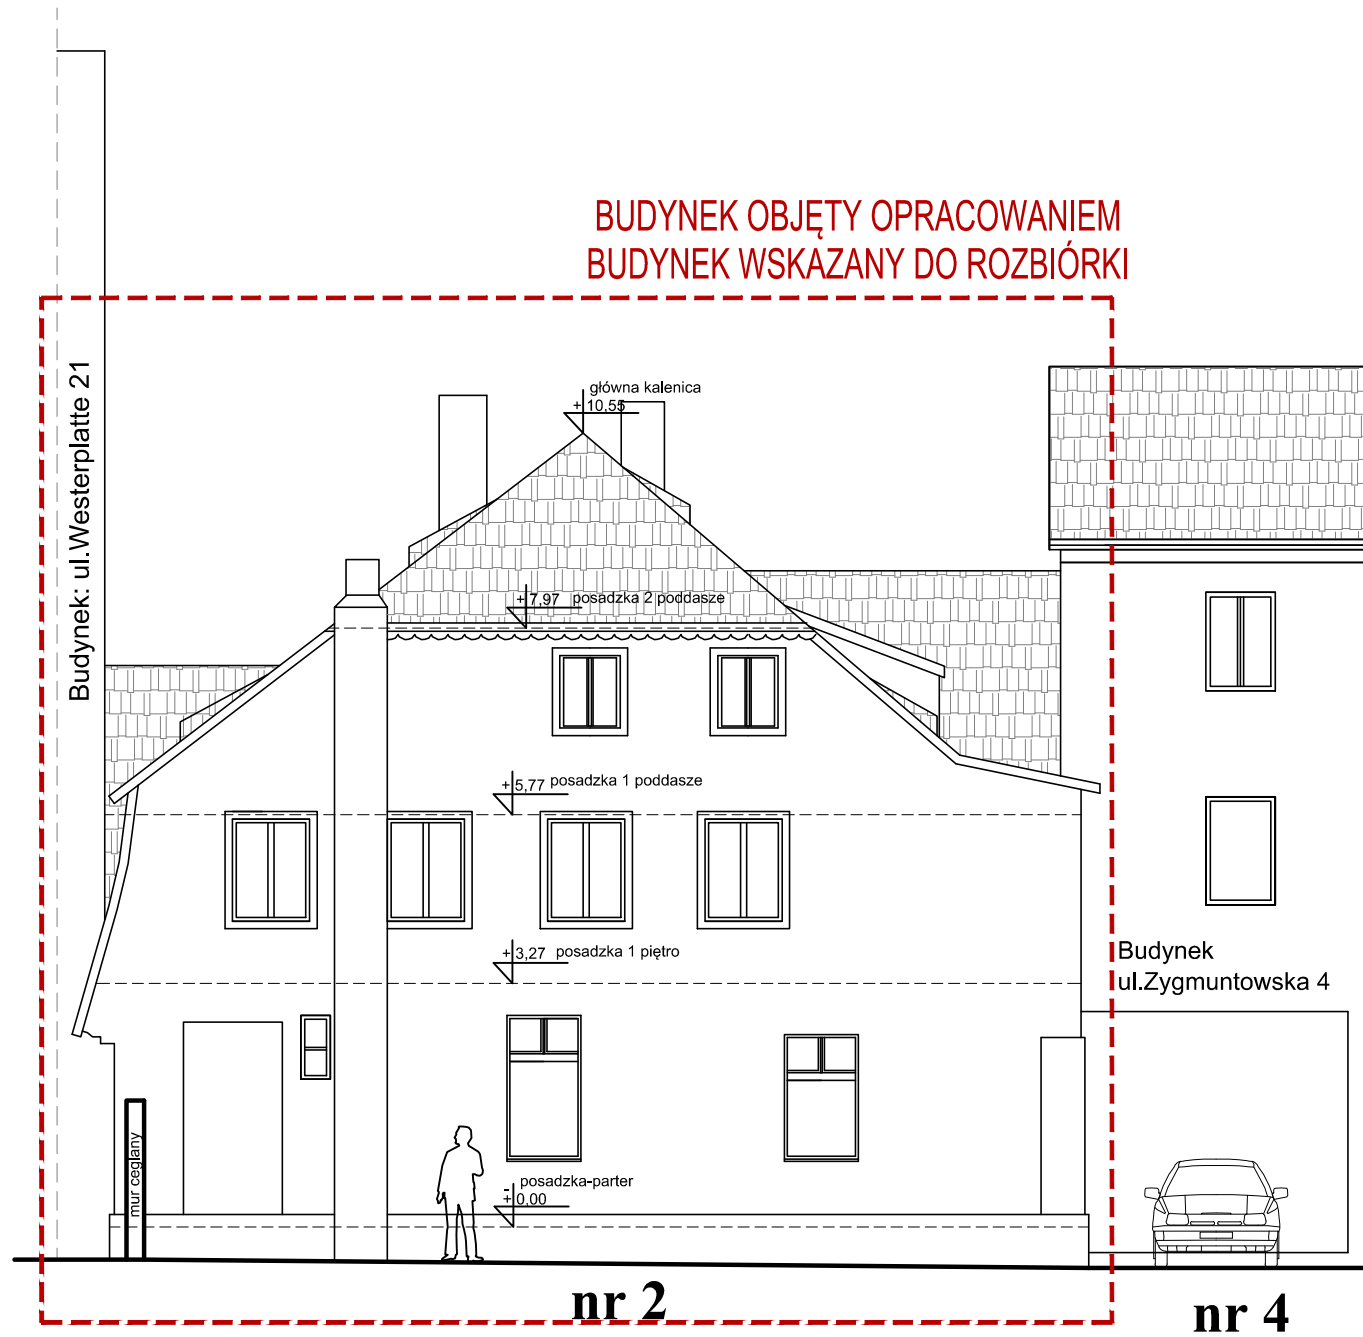 BUDYNEK OBJĘTY OPRACOWANIEM
BUDYNEK WSKAZANY DO ROZBIÓRKI
Budynek: ul.Westerplatte 21
główna kalenica
+ 10,55
+ 7,97 posadzka 2 poddasze
+ 5,77 posadzka 1 poddasze
+ 3,27 posadzka 1 piętro
Budynek
ul.Zygmuntowska 4
mur ceglany
posadzka-parter
± 0,00
nr 2
nr 4